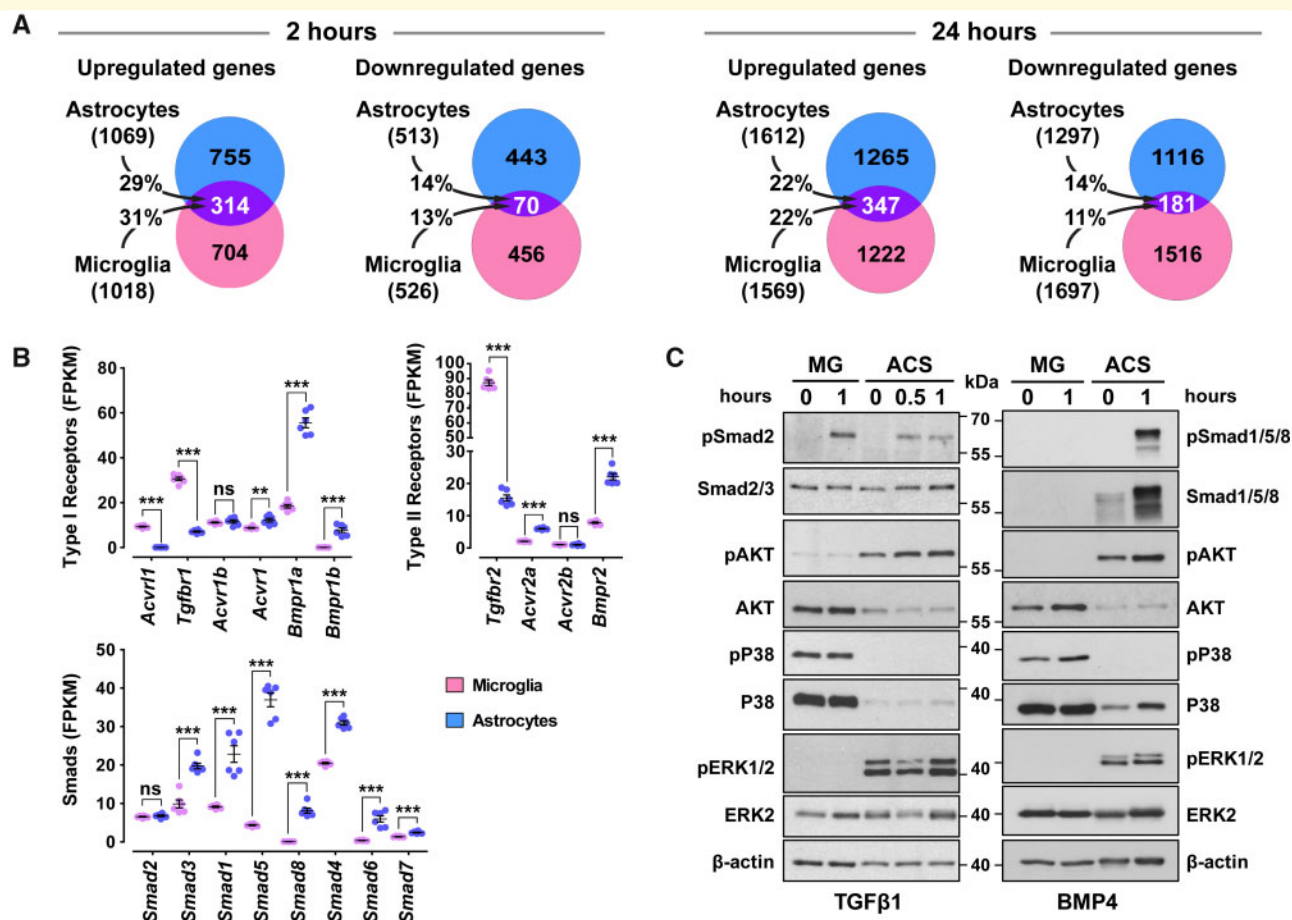 A
2 hours
24 hours
Upregulated genes
Downregulated genes
Upregulated genes
Downregulated genes
Astrocytes
(1069)
755
29%
314
31%
704
Microglia
(1018)
Astrocytes
(513)
443
14%
70
13%
456
Microglia
(526)
Astrocytes
(1612)
1265
22%
347
22%
1222
Microglia
(1569)
Astrocytes
(1297)
1116
14%
181
11%
1516
Microglia
(1697)
B
Type I Receptors (FPKM)
80
60
40
20
10
0
***
***
ns
**
***
***
Acvrl1
Tgfbr1
Acvr1b
Acvr1
Bmpr1a
Bmpr1b
Type II Receptors (FPKM)
100
90
80
70
60
50
30
20
10
0
***
***
ns
***
Tgfbr2
Acvr2a
Acvr2b
Bmpr2
Smads (FPKM)
50
40
30
20
10
0
ns
***
***
***
***
***
***
***
Smad2
Smad3
Smad1
Smad5
Smad8
Smad4
Smad6
Smad7
Microglia
Astrocytes
C
MG ACS kDa MG ACS
hours 0 1 0 0.5 1 0 1 0 1 hours
pSmad2 70 55 pSmad1/5/8
Smad2/3 55 Smad1/5/8
pAKT 55 pAKT
AKT 55 AKT
pP38 40 pP38
P38 40 P38
pERK1/2 40 pERK1/2
ERK2 40 ERK2
β-actin 40 β-actin
TGFβ1 BMP4